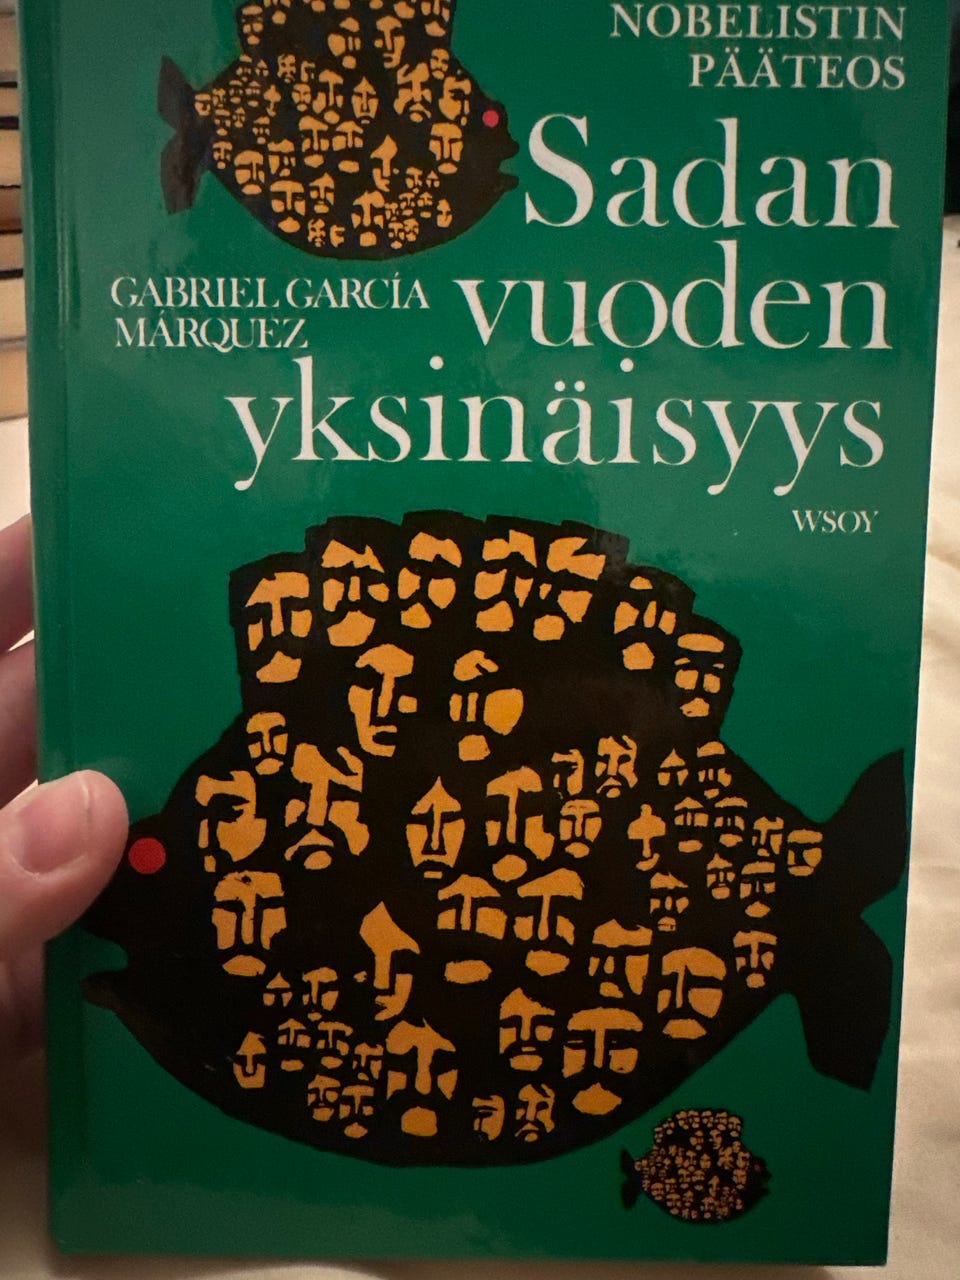 NOBELISTIN
PÄÄTEOS
Sadan
vuoden
yksinäisyys
GABRIEL GARCÍA
MÁRQUEZ
WSOY